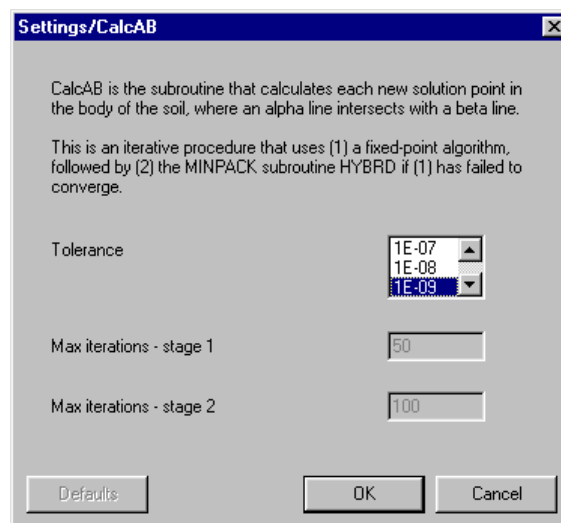 Settings/CalcAB
CalcAB is the subroutine that calculates each new solution point in
the body of the soil, where an alpha line intersects with a beta line.
This is an iterative procedure that uses (1) a fixed-point algorithm,
followed by (2) the MINPACK subroutine HYBRD if (1) has failed to
converge.
Tolerance
1E-07
1E-08
1E-09
Max iterations - stage 1
50
Max iterations - stage 2
100
Defaults
OK
Cancel